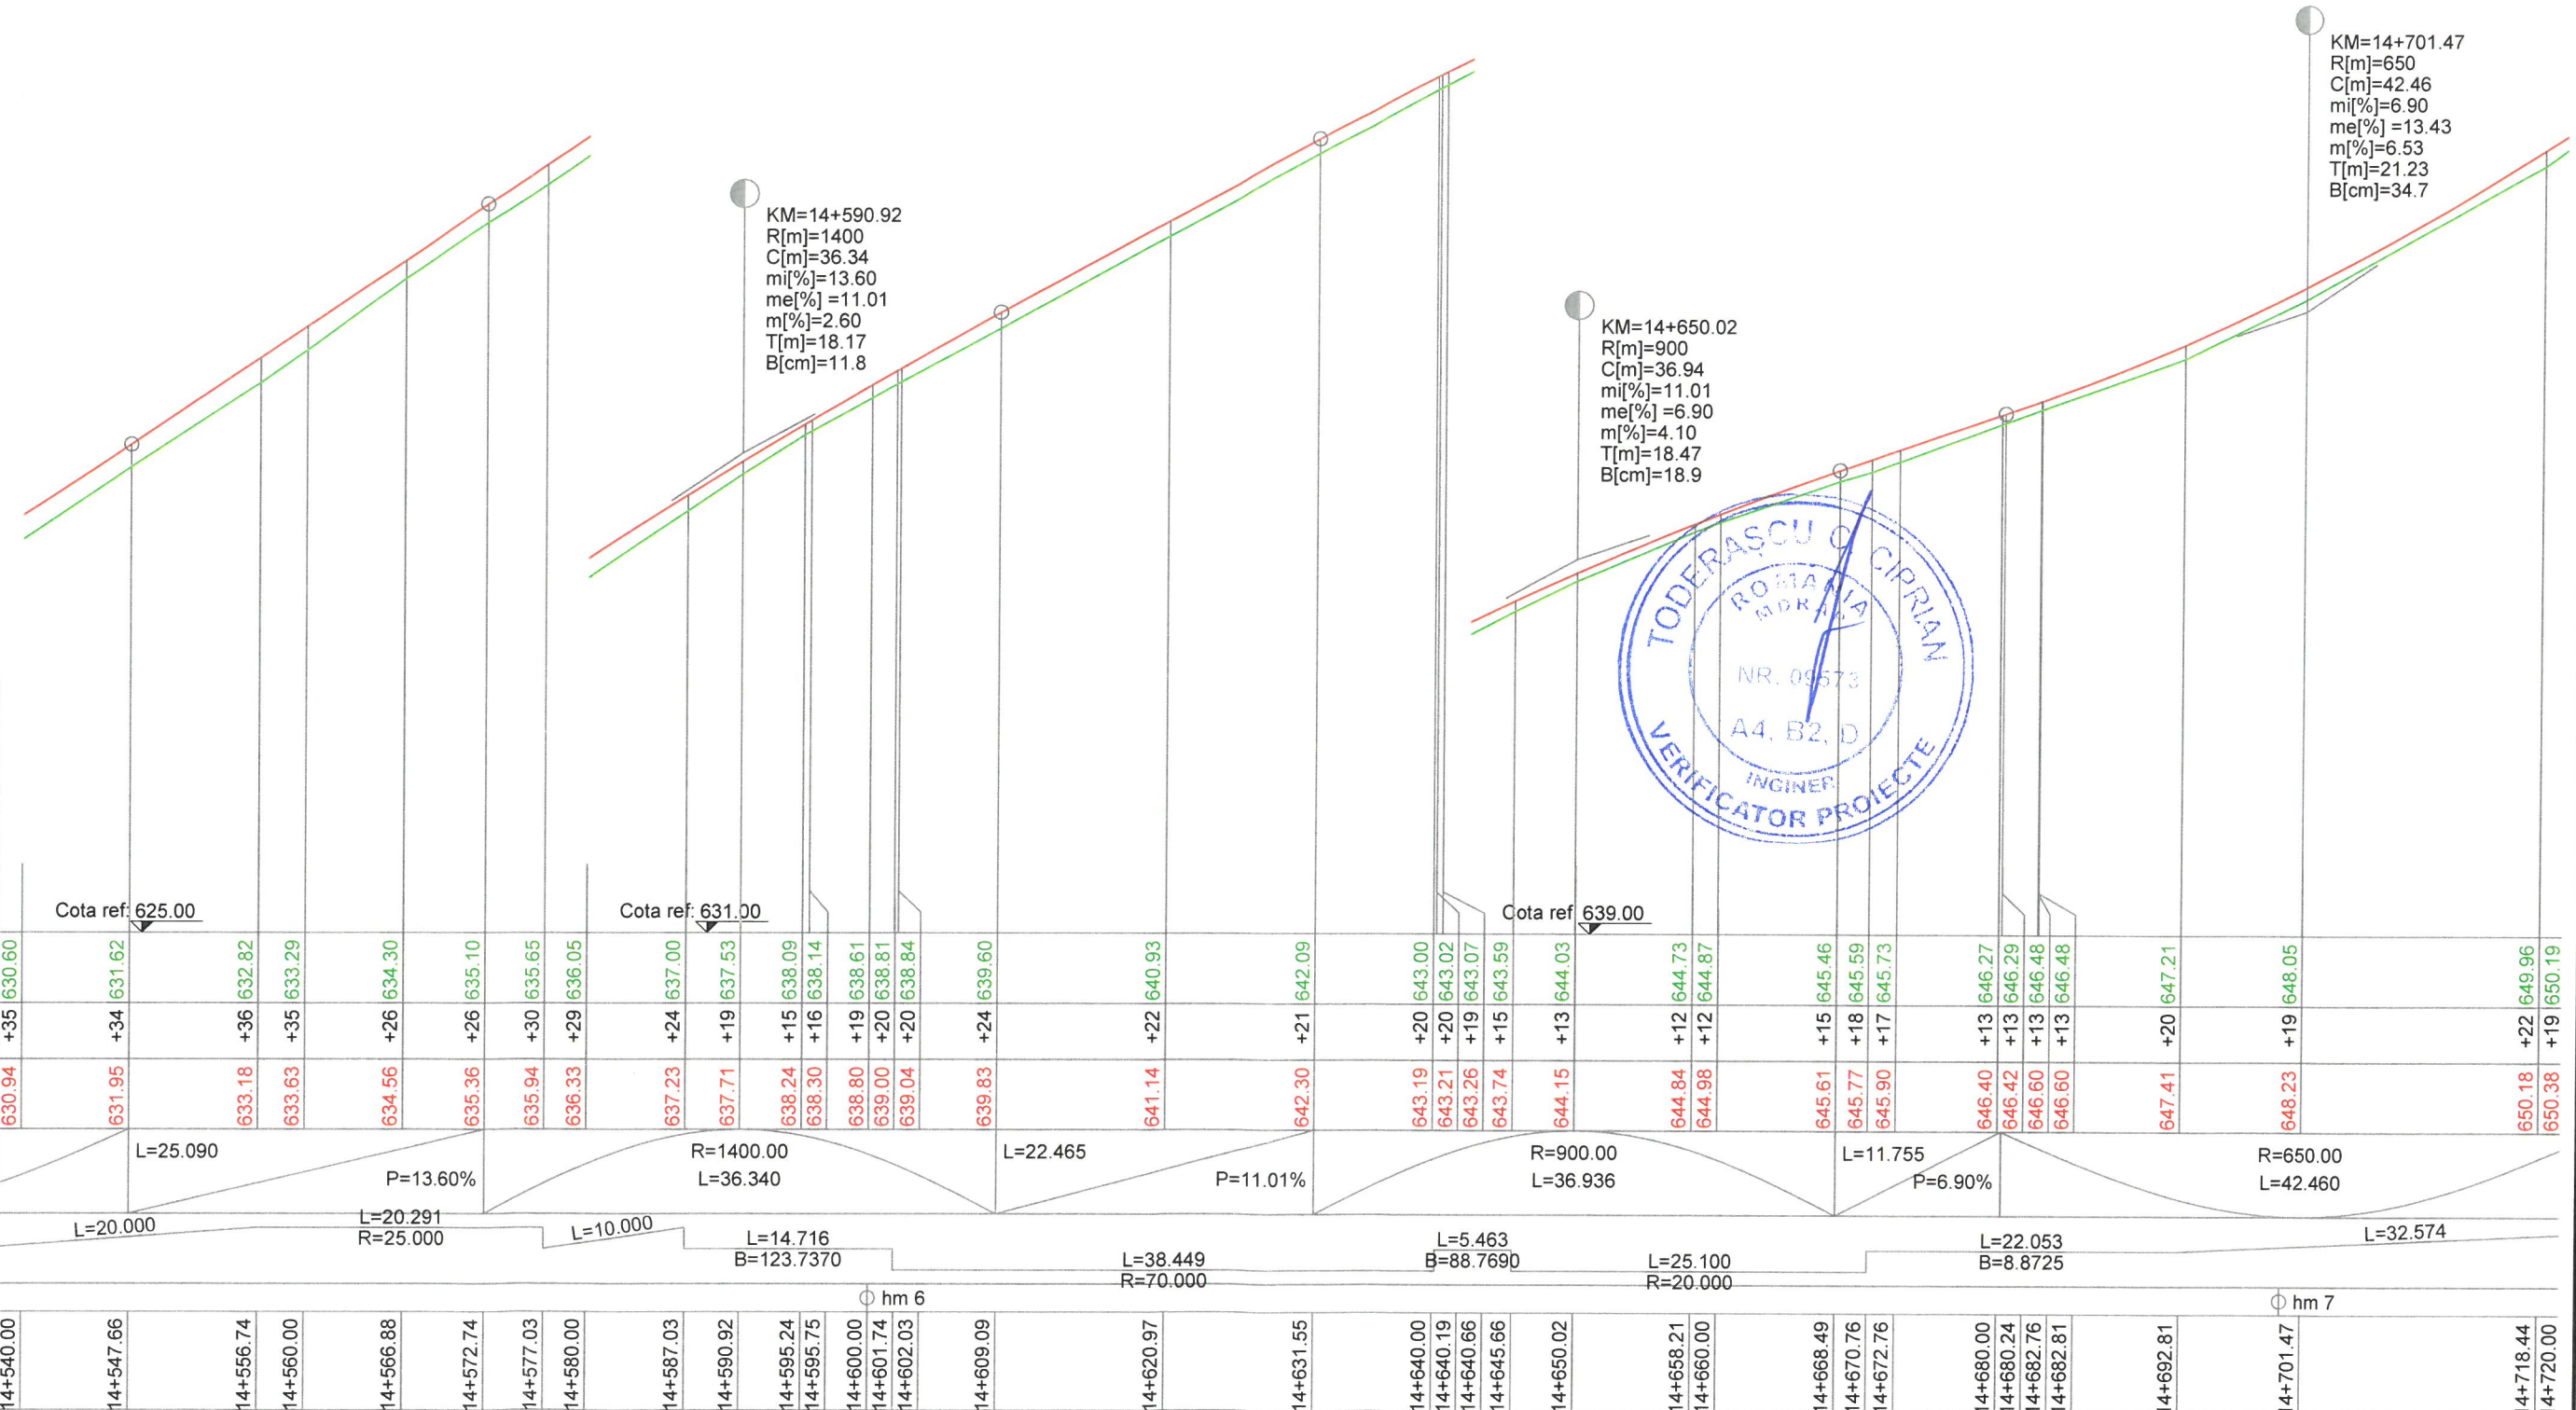 KM=14+701.47
R[m]=650
C[m]=42.46
mi[%]=6.90
me[%] =13.43
m[%]=6.53
T[m]=21.23
B[cm]=34.7
KM=14+590.92
R[m]=1400
C[m]=36.34
mi[%]=13.60
me[%] =11.01
m[%]=2.60
T[m]=18.17
B[cm]=11.8
KM=14+650.02
R[m]=900
C[m]=36.94
mi[%]=11.01
me[%] =6.90
m[%]=4.10
T[m]=18.47
B[cm]=18.9
TODERAȘCU C. CIPRIAN
ROMANIA
NR. 09573
A4, B2, D
INGINER
VERIFICATOR PROIECTE
Cota ref: 625.00 Cota ref: 631.00 Cota ref 639.00
630.60 631.62 632.82 633.29 634.30 635.10 635.65 636.05 637.00 637.53 638.09 638.14 638.61 638.81 638.84 639.60 640.93 642.09 643.00 643.02 643.07 643.59 644.03 644.73 644.87 645.46 645.59 645.73 646.27 646.29 646.48 646.48 647.21 648.05 649.96 650.19
+35 +34 +36 +35 +26 +26 +30 +29 +24 +19 +15 +16 +19 +20 +20 +24 +22 +21 +20 +20 +19 +15 +13 +12 +12 +15 +18 +17 +13 +13 +13 +13 +20 +19 +22 +19
630.94 631.95 633.18 633.63 634.56 635.36 635.94 636.33 637.23 637.71 638.24 638.30 638.80 639.00 639.04 639.83 641.14 642.30 643.19 643.21 643.26 643.74 644.15 644.84 644.98 645.61 645.77 645.90 646.40 646.42 646.60 646.60 647.41 648.23 650.18 650.38
L=25.090 R=1400.00 L=22.465 R=900.00 L=11.755 R=650.00
P=13.60% L=36.340 P=11.01% L=36.936 P=6.90% L=42.460
L=20.000 L=20.291 L=10.000 L=14.716 L=38.449 L=5.463 L=25.100 L=22.053 L=32.574
R=25.000 B=123.7370 R=70.000 B=88.7690 R=20.000 B=8.8725
hm 6 hm 7
14+540.00 14+547.66 14+556.74 14+560.00 14+566.88 14+572.74 14+577.03 14+580.00 14+587.03 14+590.92 14+595.24 14+595.75 14+600.00 14+601.74 14+602.03 14+609.09 14+620.97 14+631.55 14+640.00 14+640.19 14+640.66 14+645.66 14+650.02 14+658.21 14+660.00 14+668.49 14+670.76 14+672.76 14+680.00 14+680.24 14+682.76 14+682.81 14+692.81 14+701.47 14+718.44 14+720.00